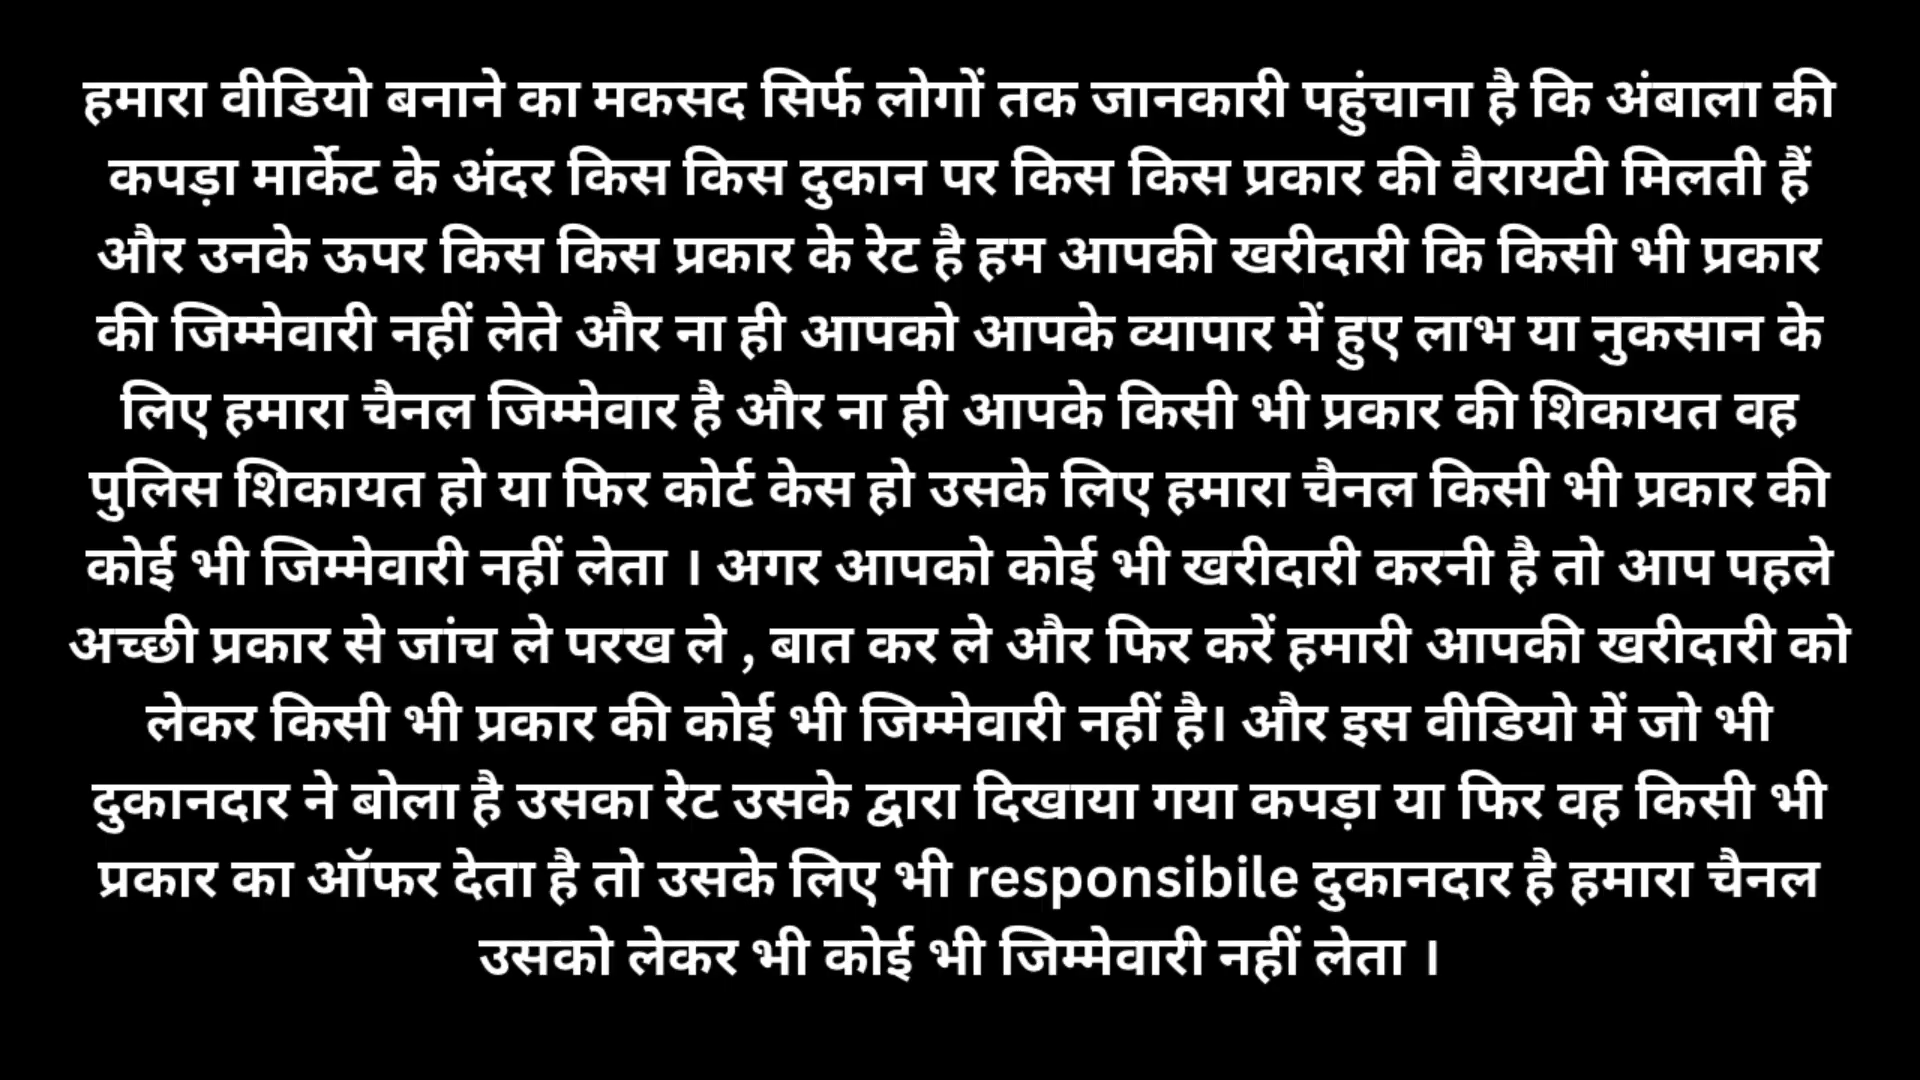 हमारा वीडियो बनाने का मकसद सिर्फ लोगों तक जानकारी पहुंचाना है कि अंबाला की
कपड़ा मार्केट के अंदर किस किस दुकान पर किस किस प्रकार की वैरायटी मिलती हैं
और उनके ऊपर किस किस प्रकार के रेट है हम आपकी खरीदारी कि किसी भी प्रकार
की जिम्मेवारी नहीं लेते और ना ही आपको आपके व्यापार में हुए लाभ या नुकसान के
लिए हमारा चैनल जिम्मेवार है और ना ही आपके किसी भी प्रकार की शिकायत वह
पुलिस शिकायत हो या फिर कोर्ट केस हो उसके लिए हमारा चैनल किसी भी प्रकार की
कोई भी जिम्मेवारी नहीं लेता । अगर आपको कोई भी खरीदारी करनी है तो आप पहले
अच्छी प्रकार से जांच ले परख ले , बात कर ले और फिर करें हमारी आपकी खरीदारी को
लेकर किसी भी प्रकार की कोई भी जिम्मेवारी नहीं है। और इस वीडियो में जो भी
दुकानदार ने बोला है उसका रेट उसके द्वारा दिखाया गया कपड़ा या फिर वह किसी भी
प्रकार का ऑफर देता है तो उसके लिए भी responsibile दुकानदार है हमारा चैनल
उसको लेकर भी कोई भी जिम्मेवारी नहीं लेता ।